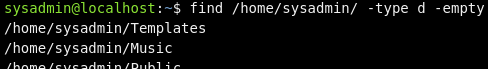 sysadmin@localhost:~$ find /home/sysadmin/ -type d -empty
/home/sysadmin/Templates
/home/sysadmin/Music
/home/sysadmin/Public